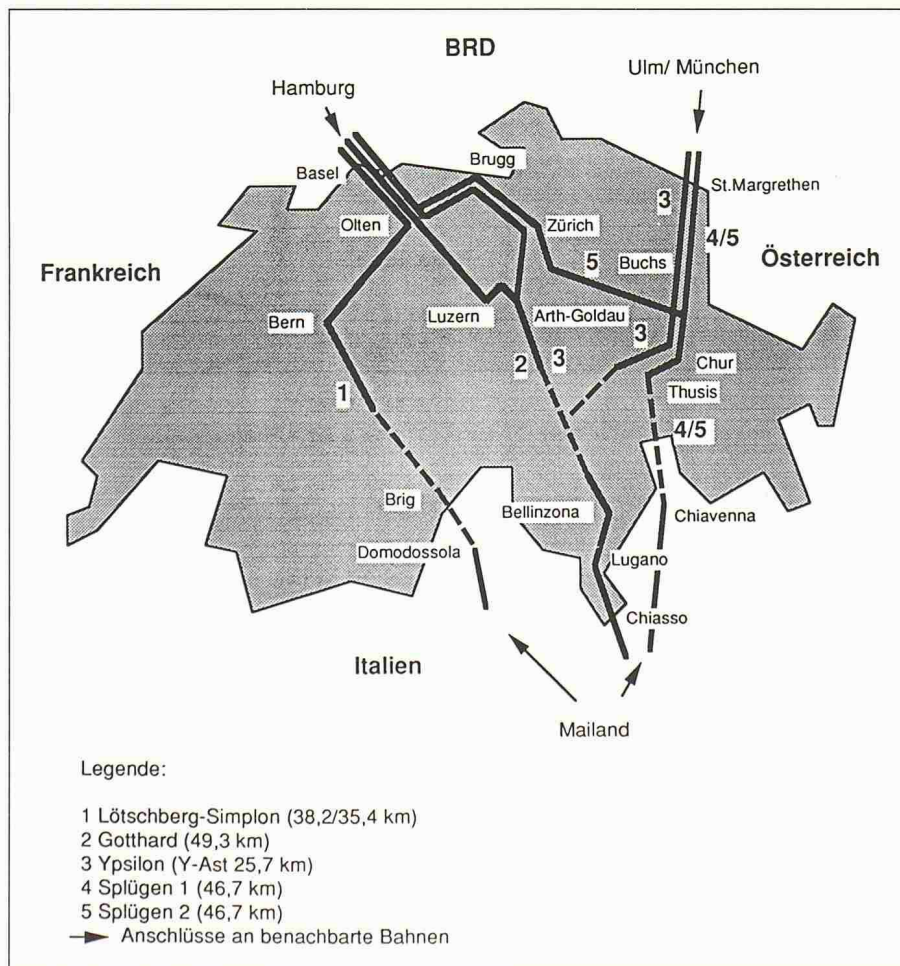 BRD
Ulm/ München
Hamburg
Brugg
Basel
St.Margrethen
3
Olten
Zürich
4/5
5
Buchs
Frankreich
Österreich
Bern
Luzern
Arth-Goldau
3
2
3
Chur
1
Thusis
4/5
Brig
Bellinzona
Chiavenna
Domodossola
Lugano
Chiasso
Italien
Mailand
Legende:
1 Lötschberg-Simplon (38,2/35,4 km)
2 Gotthard (49,3 km)
3 Ypsilon (Y-Ast 25,7 km)
4 Splügen 1 (46,7 km)
5 Splügen 2 (46,7 km)
Anschlüsse an benachbarte Bahnen